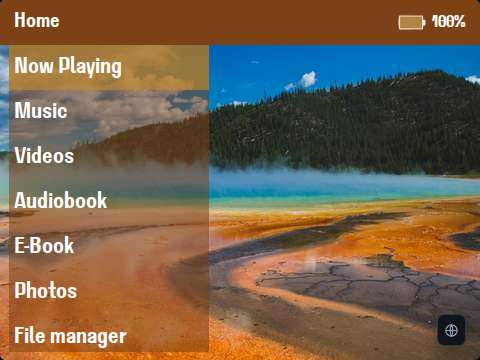 Home
100%
Now Playing
Music
Videos
Audiobook
E-Book
Photos
File manager